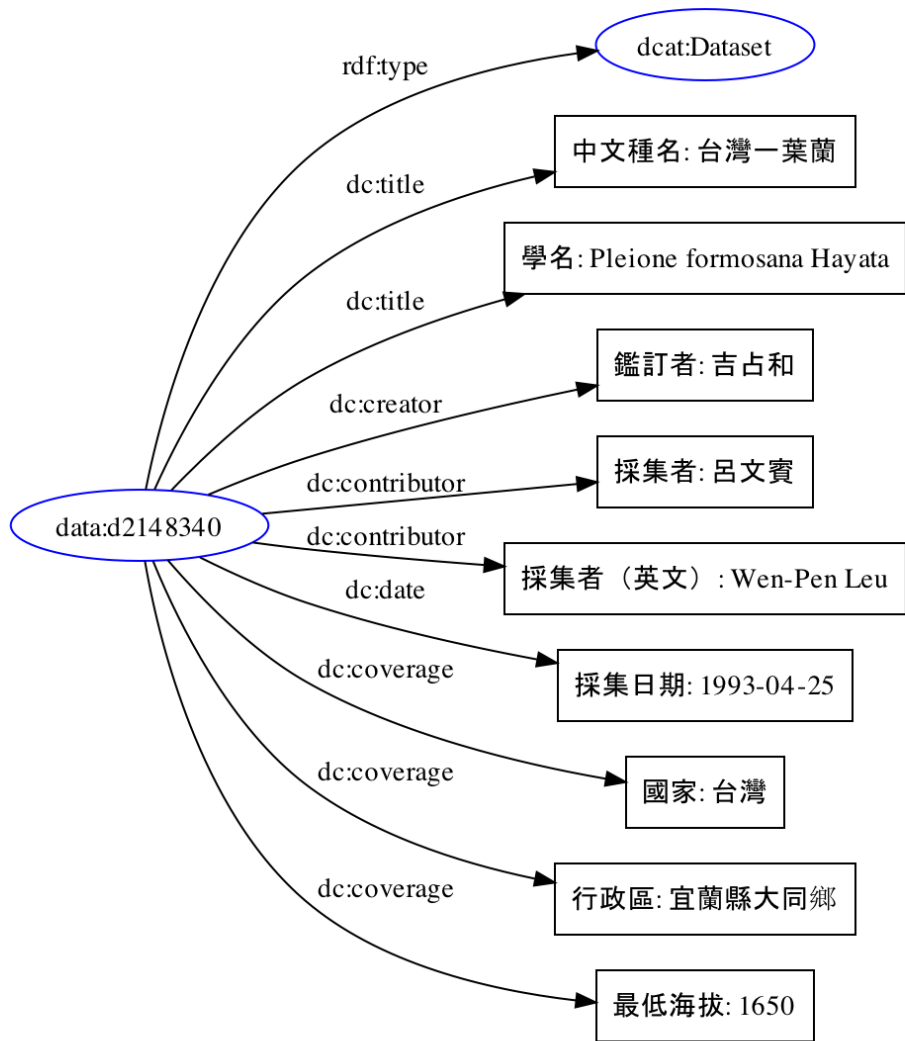 dcat:Dataset
rdf:type
中文種名: 台灣一葉蘭
dc:title
學名: Pleione formosana Hayata
dc:title
鑑訂者: 吉占和
dc:creator
採集者: 呂文賓
dc:contributor
data:d2148340
dc:contributor
採集者（英文）: Wen-Pen Leu
dc:date
採集日期: 1993-04-25
dc:coverage
國家: 台灣
dc:coverage
行政區: 宜蘭縣大同鄉
dc:coverage
最低海拔: 1650